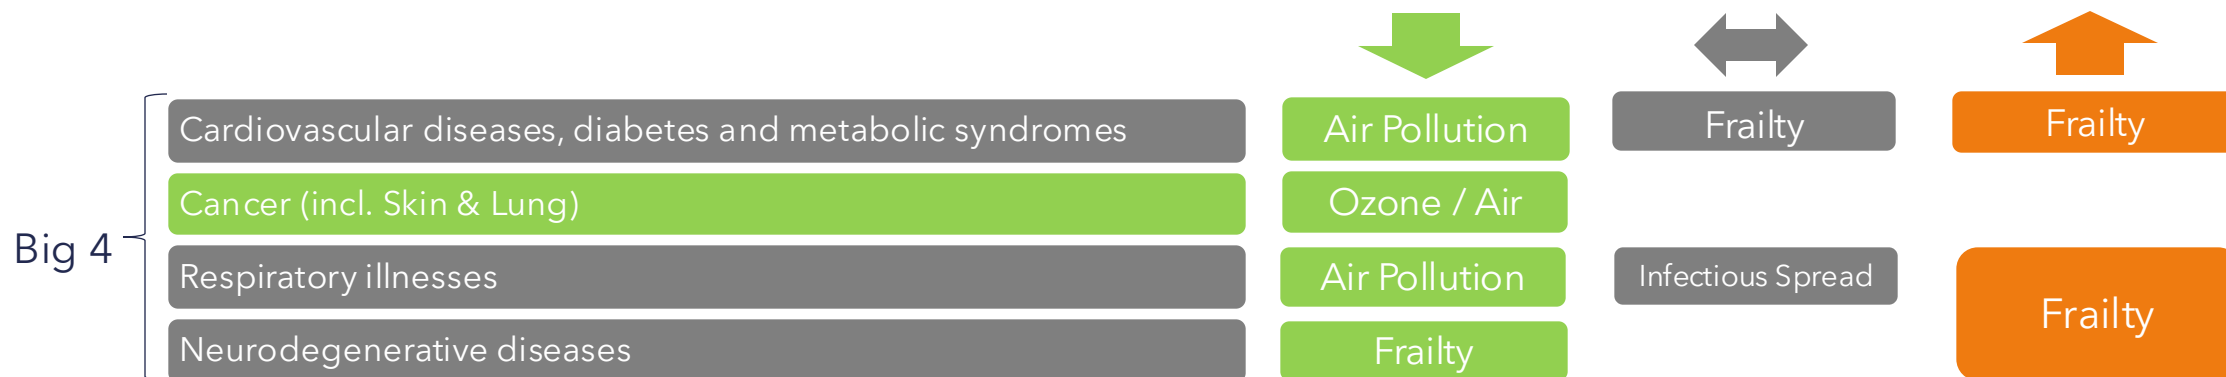 Cardiovascular diseases, diabetes and metabolic syndromes
Air Pollution
Frailty
Frailty
Cancer (incl. Skin & Lung)
Ozone / Air
Big 4
Respiratory illnesses
Air Pollution
Infectious Spread
Frailty
Neurodegenerative diseases
Frailty